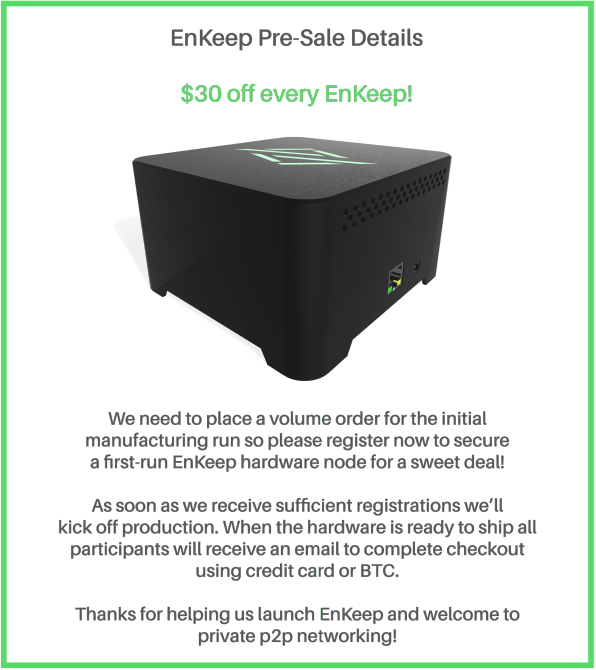 EnKeep Pre-Sale Details
$30 off every EnKeep!
We need to place a volume order for the initial
manufacturing run so please register now to secure
a first-run EnKeep hardware node for a sweet deal!
As soon as we receive sufficient registrations we’ll
kick off production. When the hardware is ready to ship all
participants will receive an email to complete checkout
using credit card or BTC.
Thanks for helping us launch EnKeep and welcome to
private p2p networking!